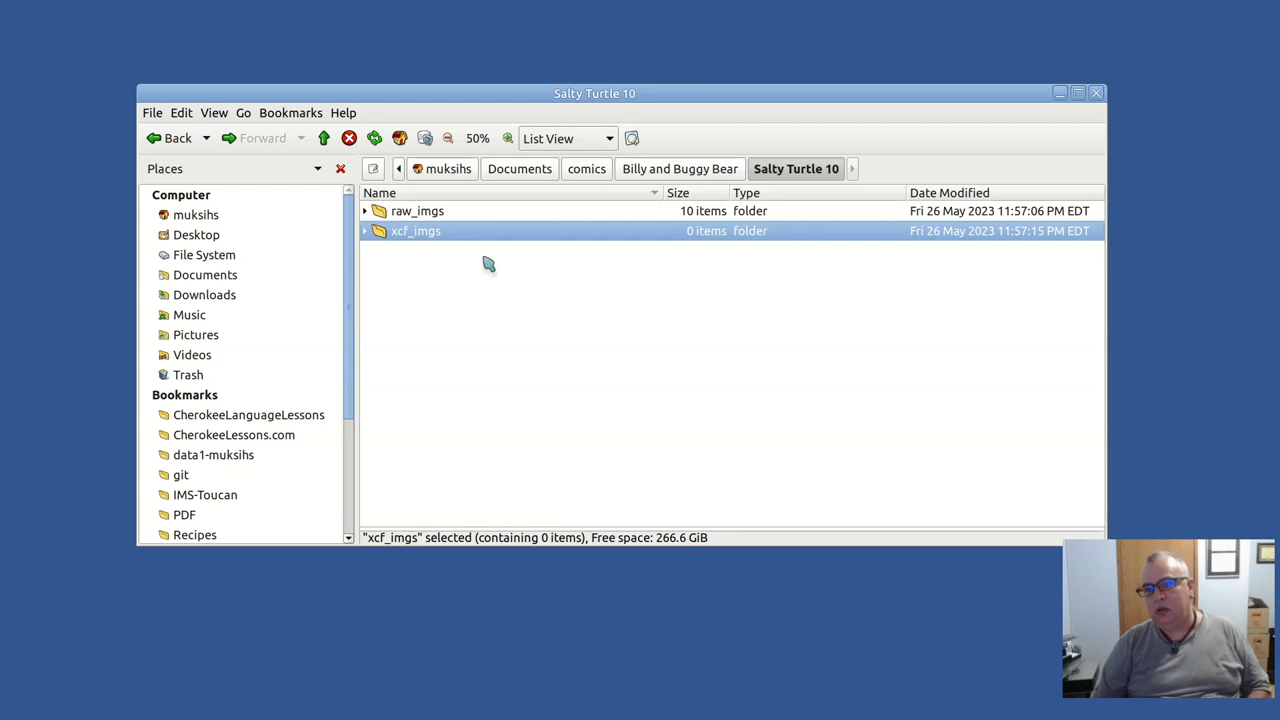 Salty Turtle 10
File Edit View Go Bookmarks Help
Back Forward 50% List View
Places muksihs Documents comics Billy and Buggy Bear Salty Turtle 10
Name Size Type Date Modified
raw_imgs 10 items folder Fri 26 May 2023 11:57:06 PM EDT
xcf_imgs 0 items folder Fri 26 May 2023 11:57:15 PM EDT
Computer
muksihs
Desktop
File System
Documents
Downloads
Music
Pictures
Videos
Trash
Bookmarks
CherokeeLanguageLessons
CherokeeLessons.com
data1-muksihs
git
IMS-Toucan
PDF
Recipes
"xcf_imgs" selected (containing 0 items), Free space: 266.6 GiB